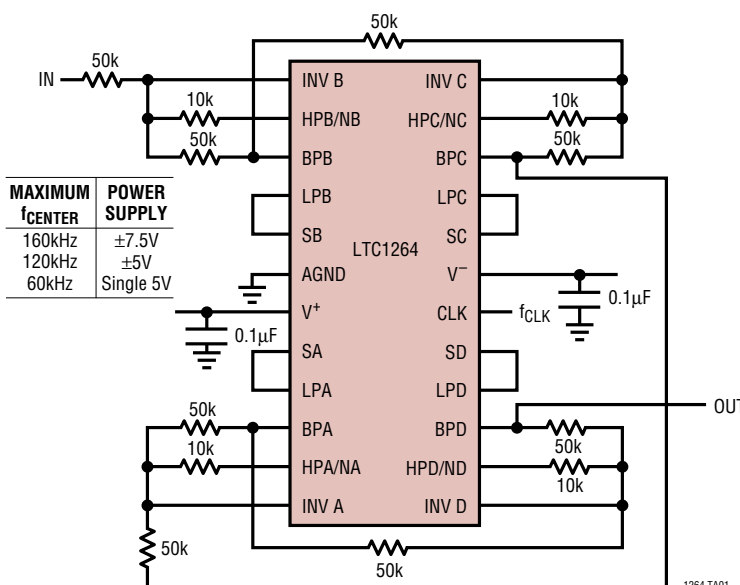 50k
IN
50k
INV B
INV C
10k
HPB/NB
HPC/NC
10k
50k
BPB
BPC
50k
MAXIMUM fCENTER
POWER SUPPLY
160kHz
±7.5V
120kHz
±5V
60kHz
Single 5V
LPB
LPC
SB
SC
LTC1264
AGND
V–
0.1µF
V+
CLK
fCLK
0.1µF
SA
SD
LPA
LPD
50k
BPA
BPD
OUT
50k
10k
HPA/NA
HPD/ND
10k
INV A
INV D
50k
50k
1264 TA01